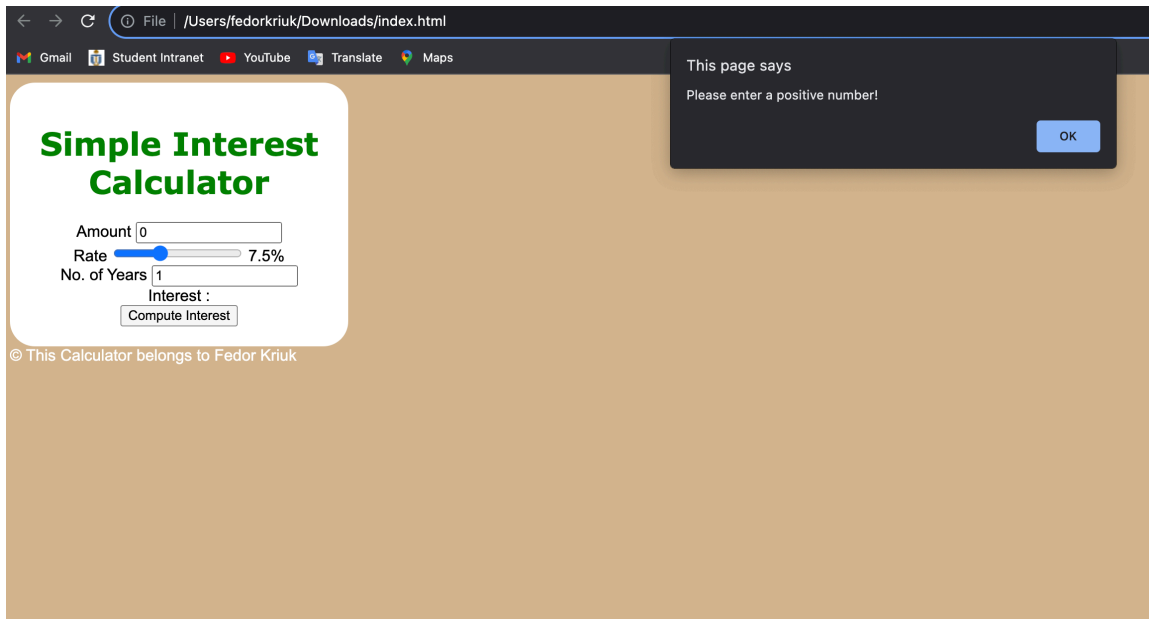 File /Users/fedorkriuk/Downloads/index.html
Gmail Student Intranet YouTube Translate Maps
This page says
Please enter a positive number!
OK
Simple Interest
Calculator
Amount 0
Rate 7.5%
No. of Years 1
Interest :
Compute Interest
© This Calculator belongs to Fedor Kriuk